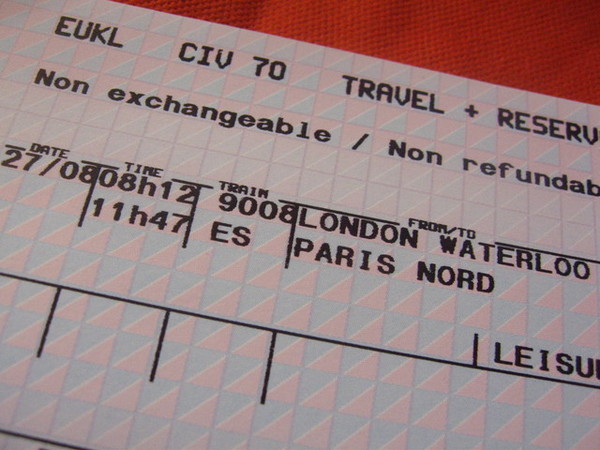 EUKL CIV 70 TRAVEL + RESERV
Non exchangeable / Non refundab
DATE TIME TRAIN FROM/TO
27/08 08h12 9008 LONDON WATERLOO
11h47 ES PARIS NORD
LEISU